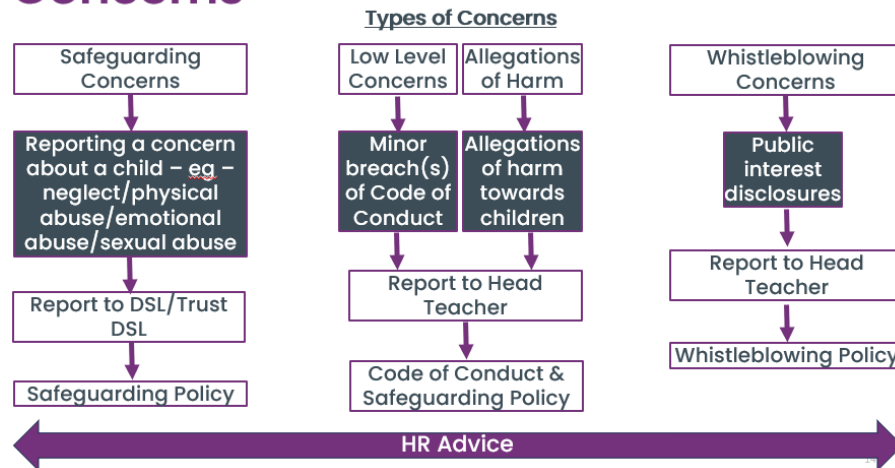 Concerns
Types of Concerns
Safeguarding
Concerns
Reporting a concern
about a child – eg –
neglect/physical
abuse/emotional
abuse/sexual abuse
Report to DSL/Trust
DSL
Safeguarding Policy
Low Level
Concerns
Minor
breach(s)
of Code of
Conduct
Allegations
of Harm
Allegations
of harm
towards
children
Report to Head
Teacher
Code of Conduct &
Safeguarding Policy
Whistleblowing
Concerns
Public
interest
disclosures
Report to Head
Teacher
Whistleblowing Policy
HR Advice